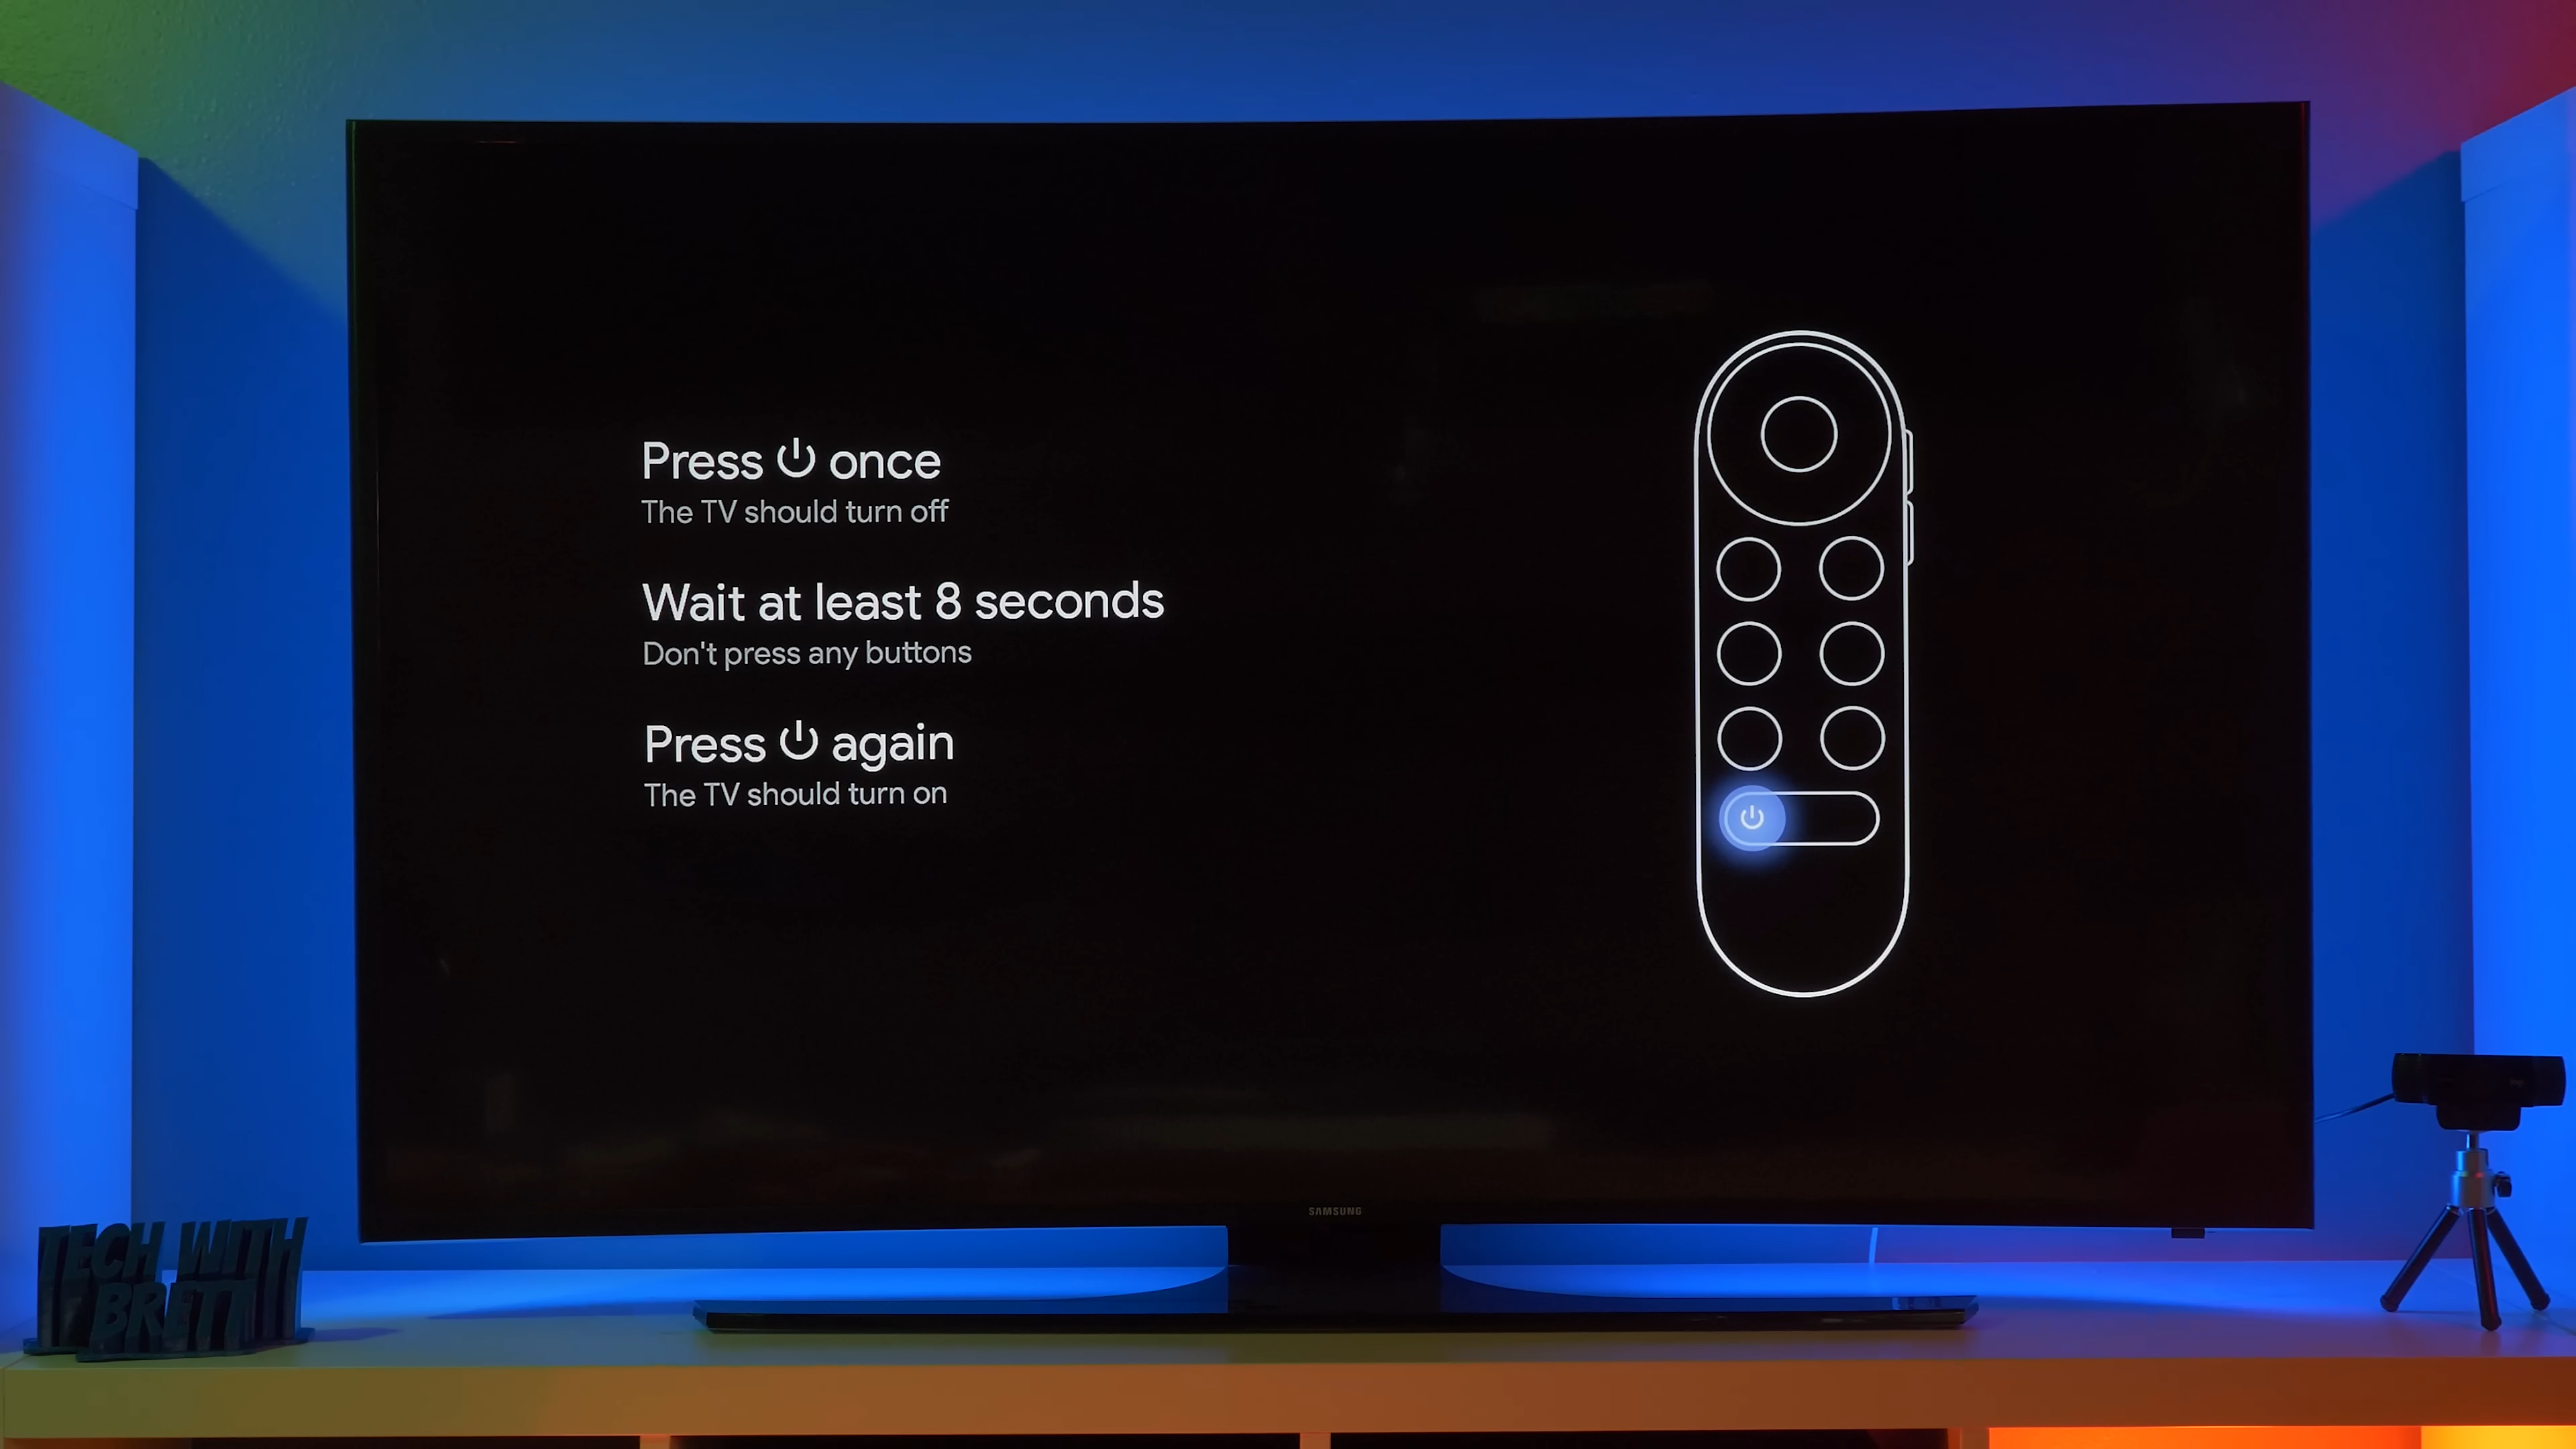 Press ⏻ once
The TV should turn off
Wait at least 8 seconds
Don't press any buttons
Press ⏻ again
The TV should turn on
SAMSUNG
TECH WITH
BRETT